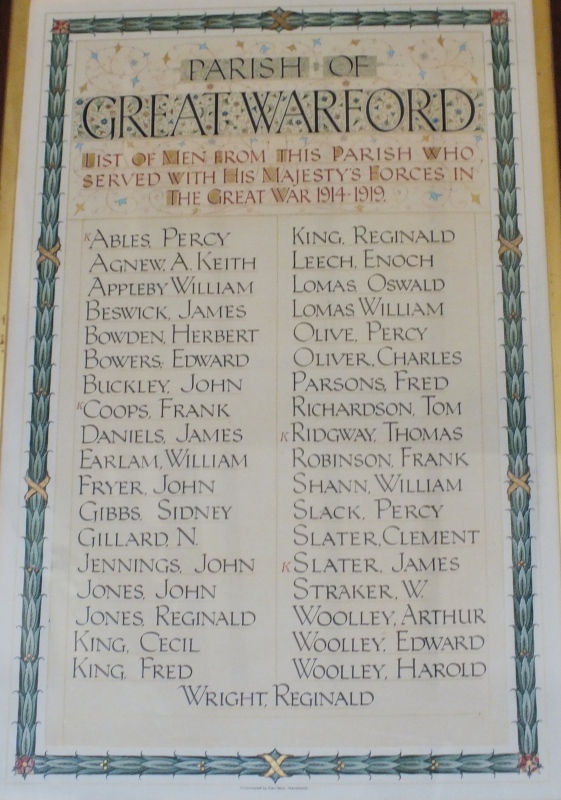 PARISH OF
GREAT·WARFORD
LIST OF MEN FROM THIS PARISH WHO
SERVED WITH HIS MAJESTY'S FORCES IN
THE GREAT WAR 1914-1919.
K ABLES, PERCY
AGNEW, A. KEITH
APPLEBY WILLIAM
BESWICK, JAMES
BOWDEN, HERBERT
BOWERS, EDWARD
BUCKLEY, JOHN
K COOPS, FRANK
DANIELS, JAMES
EARLAM, WILLIAM
FRYER, JOHN
GIBBS, SIDNEY
GILLARD, N.
JENNINGS, JOHN
JONES, JOHN
JONES, REGINALD
KING, CECIL
KING, FRED
KING, REGINALD
LEECH, ENOCH
LOMAS, OSWALD
LOMAS, WILLIAM
OLIVE, PERCY
OLIVER, CHARLES
PARSONS, FRED
RICHARDSON, TOM
K RIDGWAY, THOMAS
ROBINSON, FRANK
SHANN, WILLIAM
SLACK, PERCY
SLATER, CLEMENT
K SLATER, JAMES
STRAKER, W.
WOOLLEY, ARTHUR
WOOLLEY, EDWARD
WOOLLEY, HAROLD
WRIGHT, REGINALD